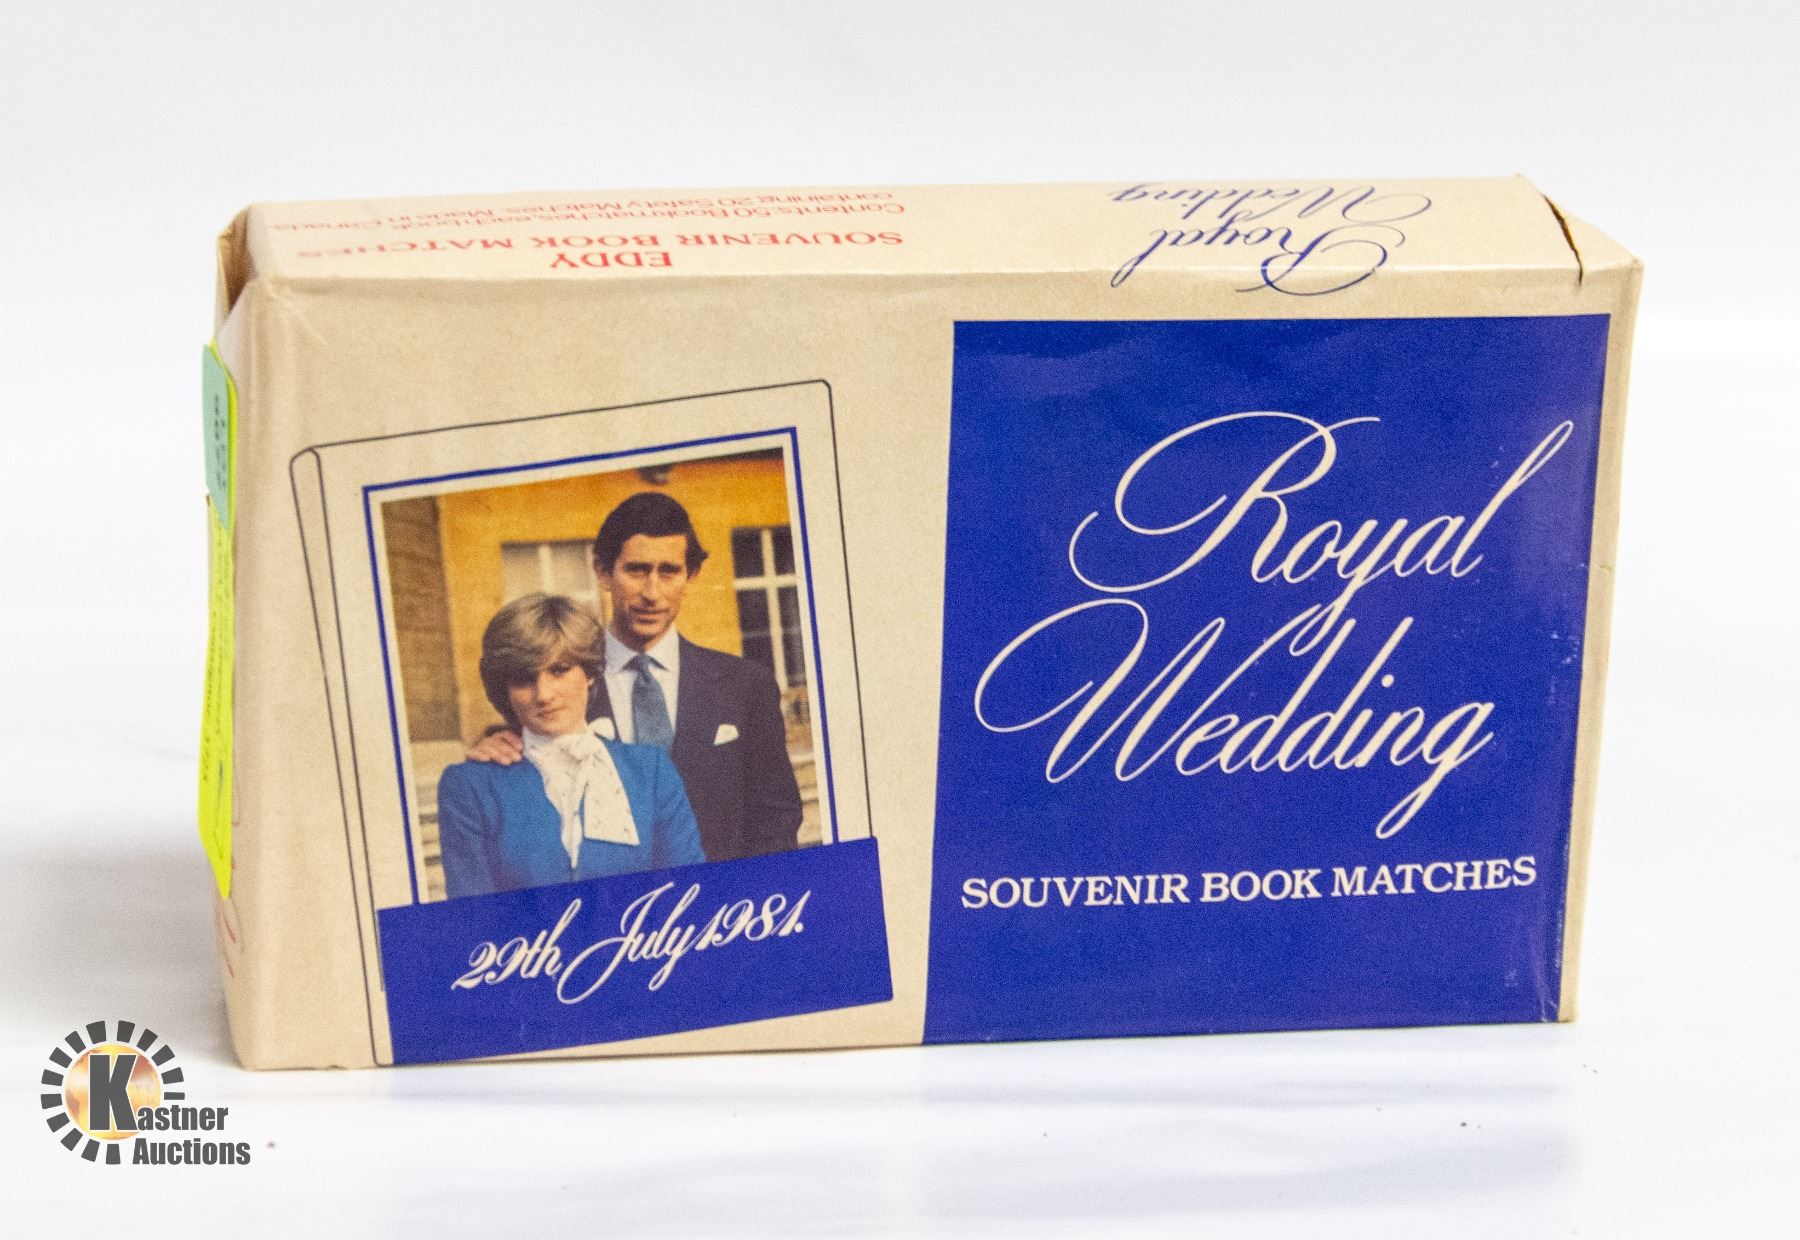 EDDY
SOUVENIR BOOK MATCHES
Contents: 50 Bookmatches, each book
containing 20 Safety Matches. Made in Canada.
Royal
Wedding
Royal
Wedding
SOUVENIR BOOK MATCHES
29th July 1981.
Kastner
Auctions